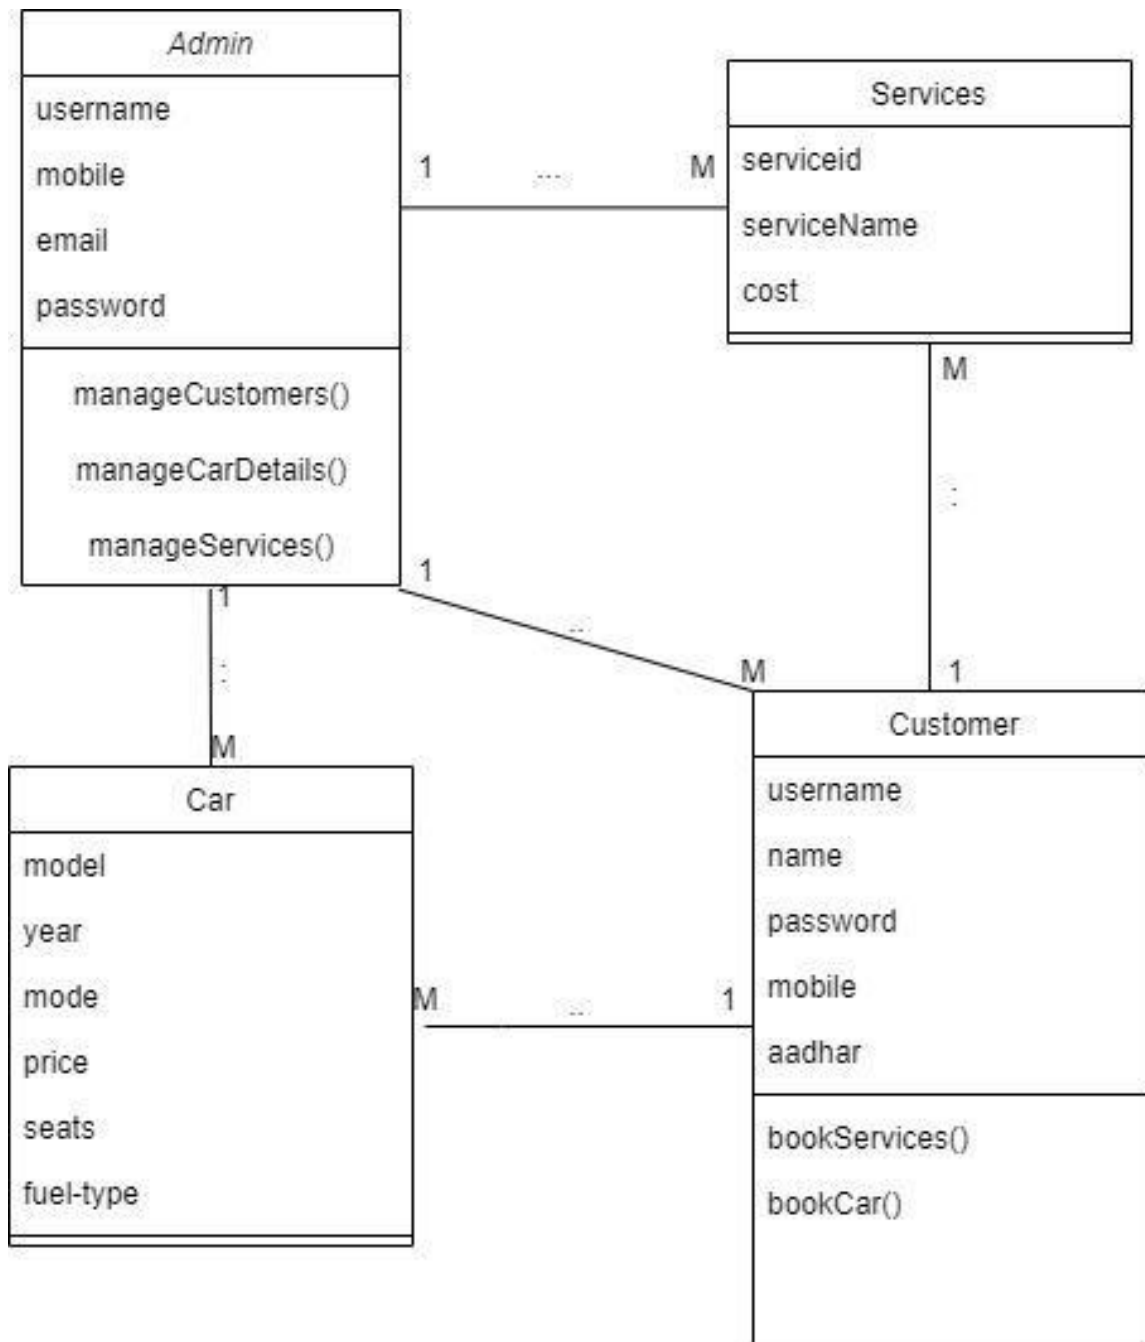 Admin
username
mobile
email
password
manageCustomers()
manageCarDetails()
manageServices()
Services
serviceid
serviceName
cost
1 ... M
M
:
1
1
...
M
1
:
M
Car
model
year
mode
price
seats
fuel-type
M ... 1
Customer
username
name
password
mobile
aadhar
bookServices()
bookCar()